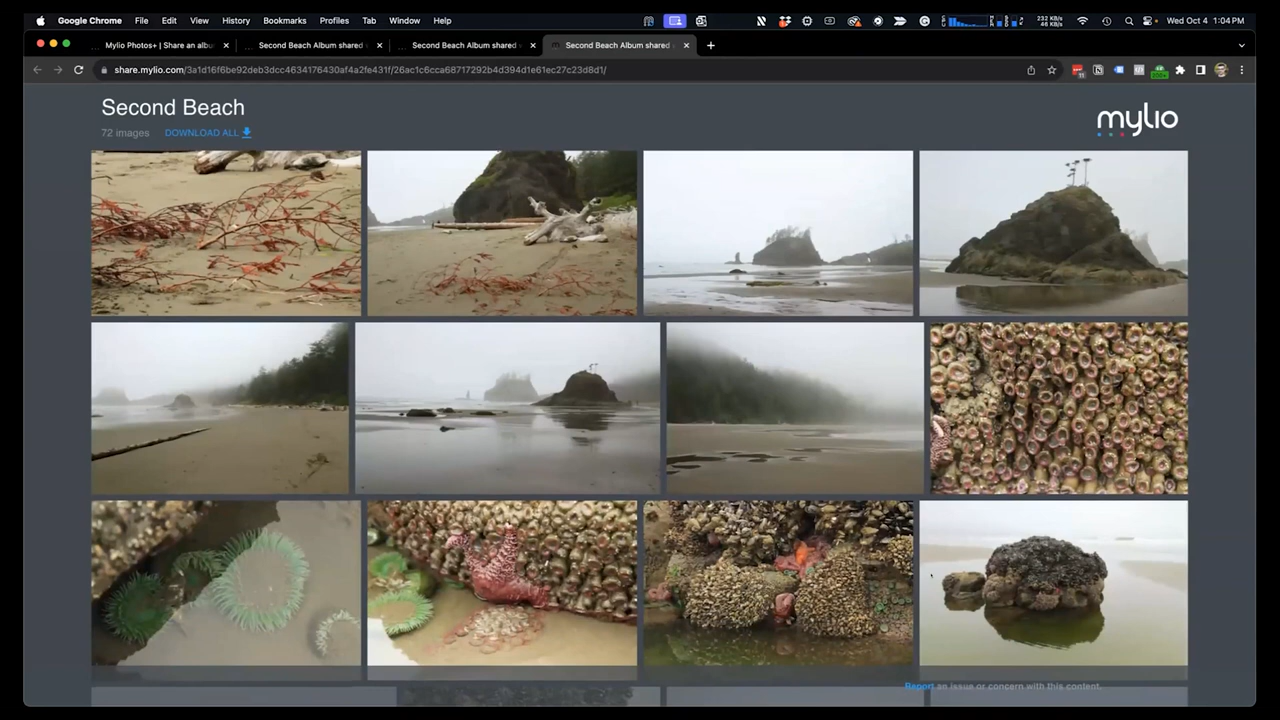 Google Chrome File Edit View History Bookmarks Profiles Tab Window Help 232 KB/s 46 KB/s Wed Oct 4 1:04 PM
Mylio Photos+ | Share an albu Second Beach Album shared Second Beach Album shared Second Beach Album shared
share.mylio.com/3a1d16f6be92deb3dcc4634176430af4a2fe431f/26ac1c6cca68717292b4d394d1e61ec27c23d8d1/
Second Beach
mylio
72 images DOWNLOAD ALL
Report an issue or concern with this content.